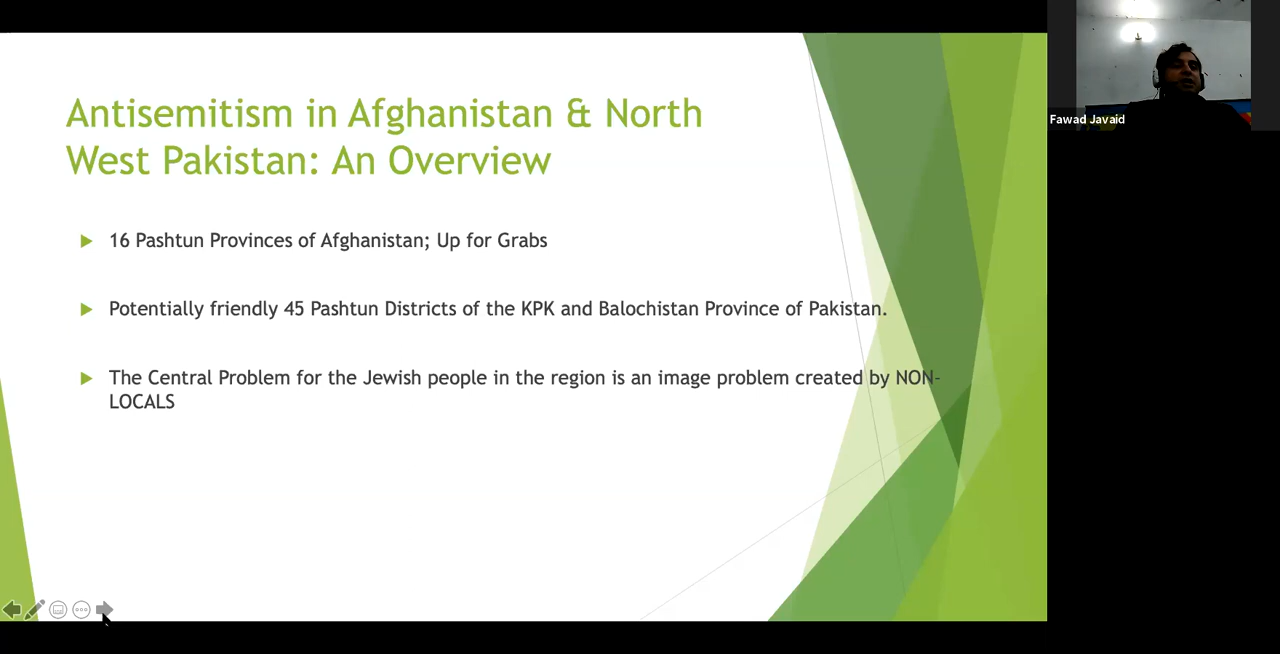 Antisemitism in Afghanistan & North
West Pakistan: An Overview
16 Pashtun Provinces of Afghanistan; Up for Grabs
Potentially friendly 45 Pashtun Districts of the KPK and Balochistan Province of Pakistan.
The Central Problem for the Jewish people in the region is an image problem created by NON-
LOCALS
Fawad Javaid